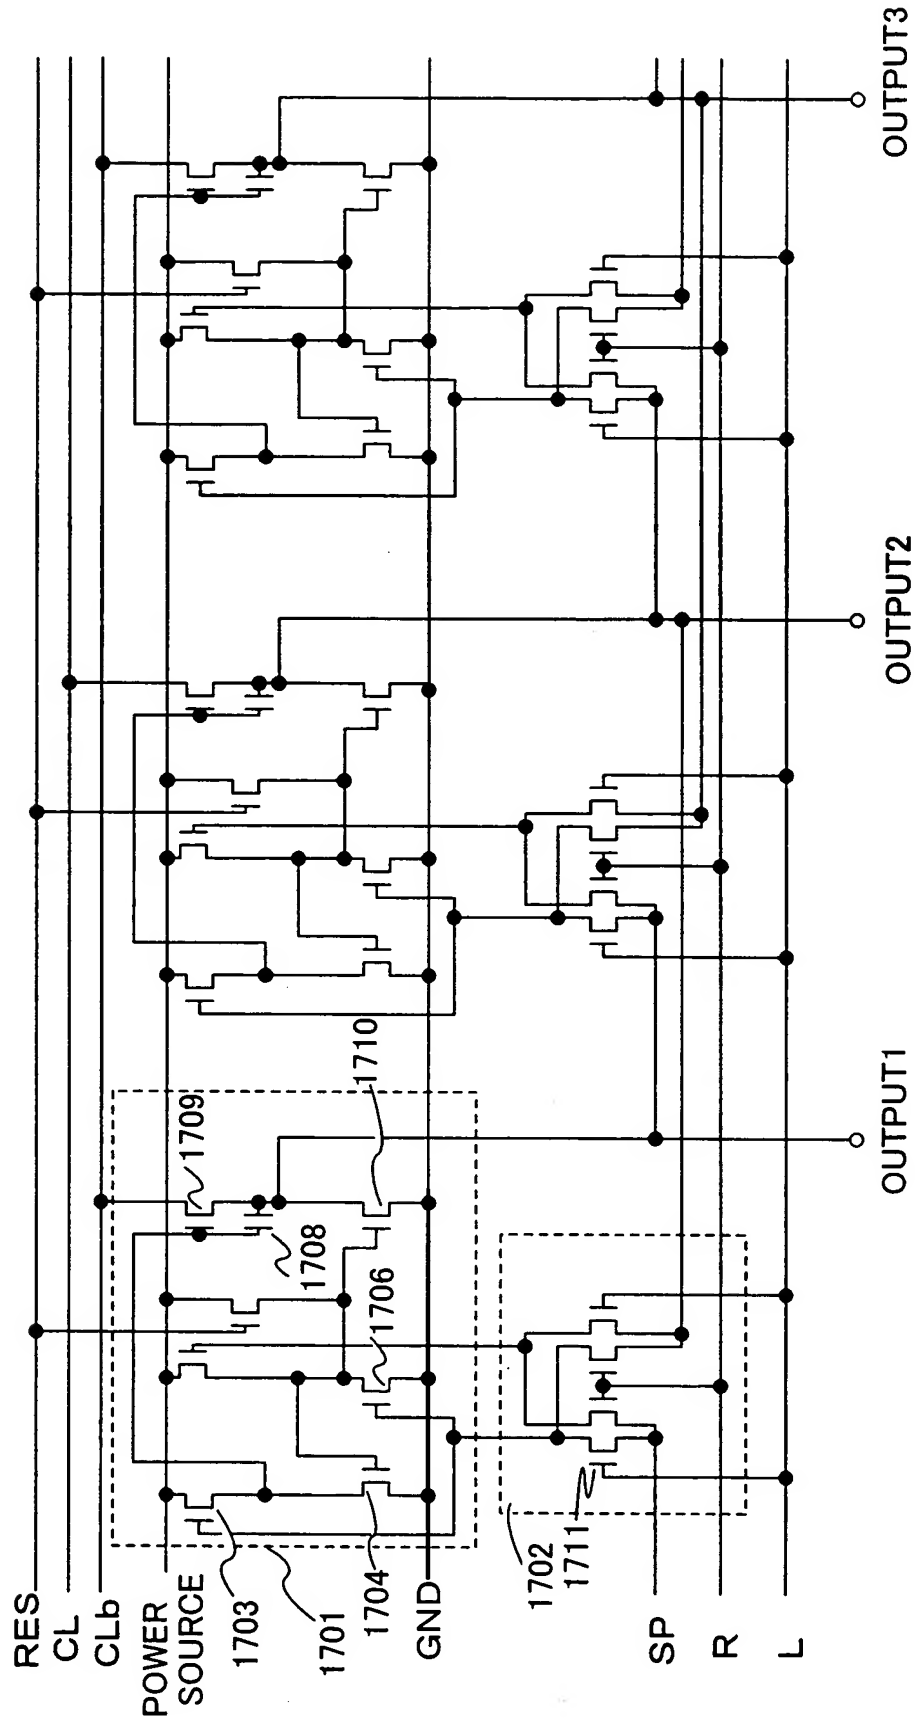 RES
CL
CLb
POWER
SOURCE
1703
1701
1704
GND
1709
1708
1706
1710
1702
1711
SP
R
L
OUTPUT1
OUTPUT2
OUTPUT3